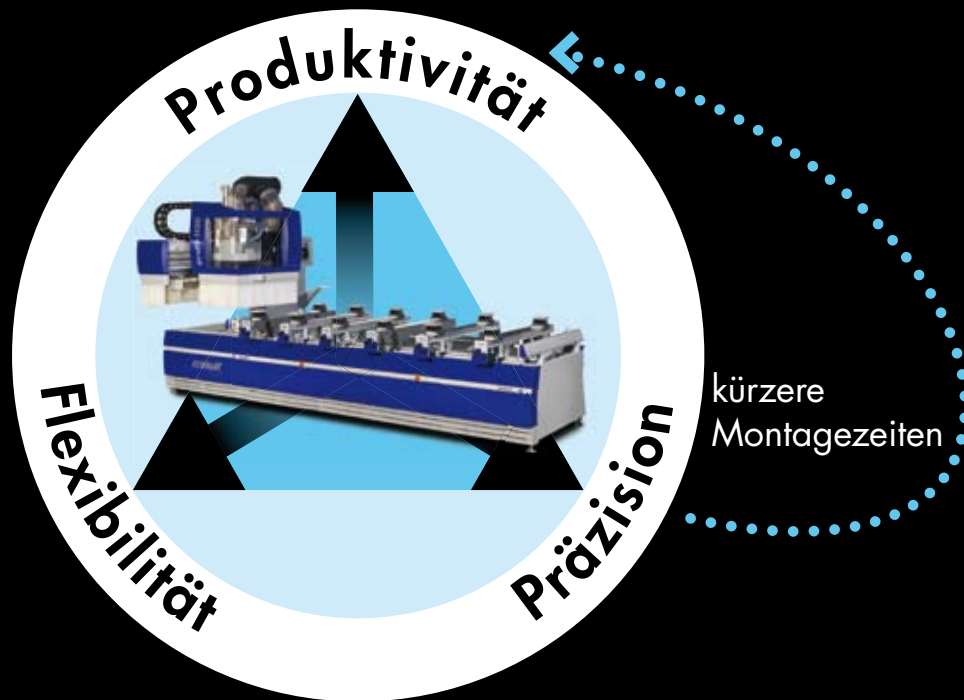 Produktivität
Flexibilität
Präzision
kürzere
Montagezeiten